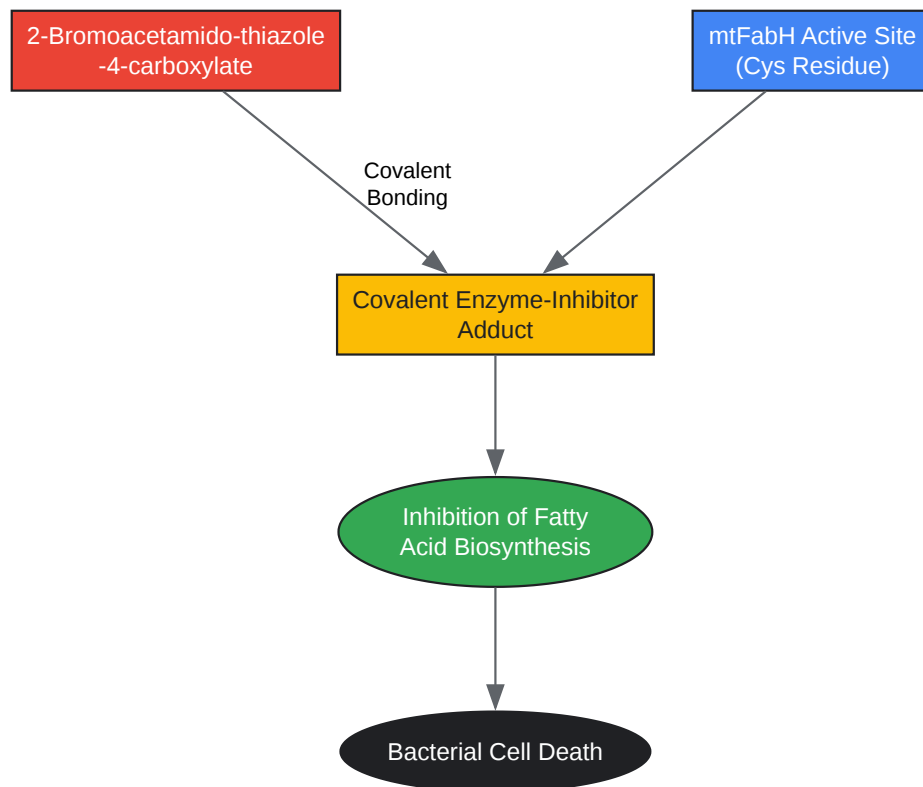 2-Bromoacetamido-thiazole
-4-carboxylate
mtFabH Active Site
(Cys Residue)
Covalent
Bonding
Covalent Enzyme-Inhibitor
Adduct
Inhibition of Fatty
Acid Biosynthesis
Bacterial Cell Death